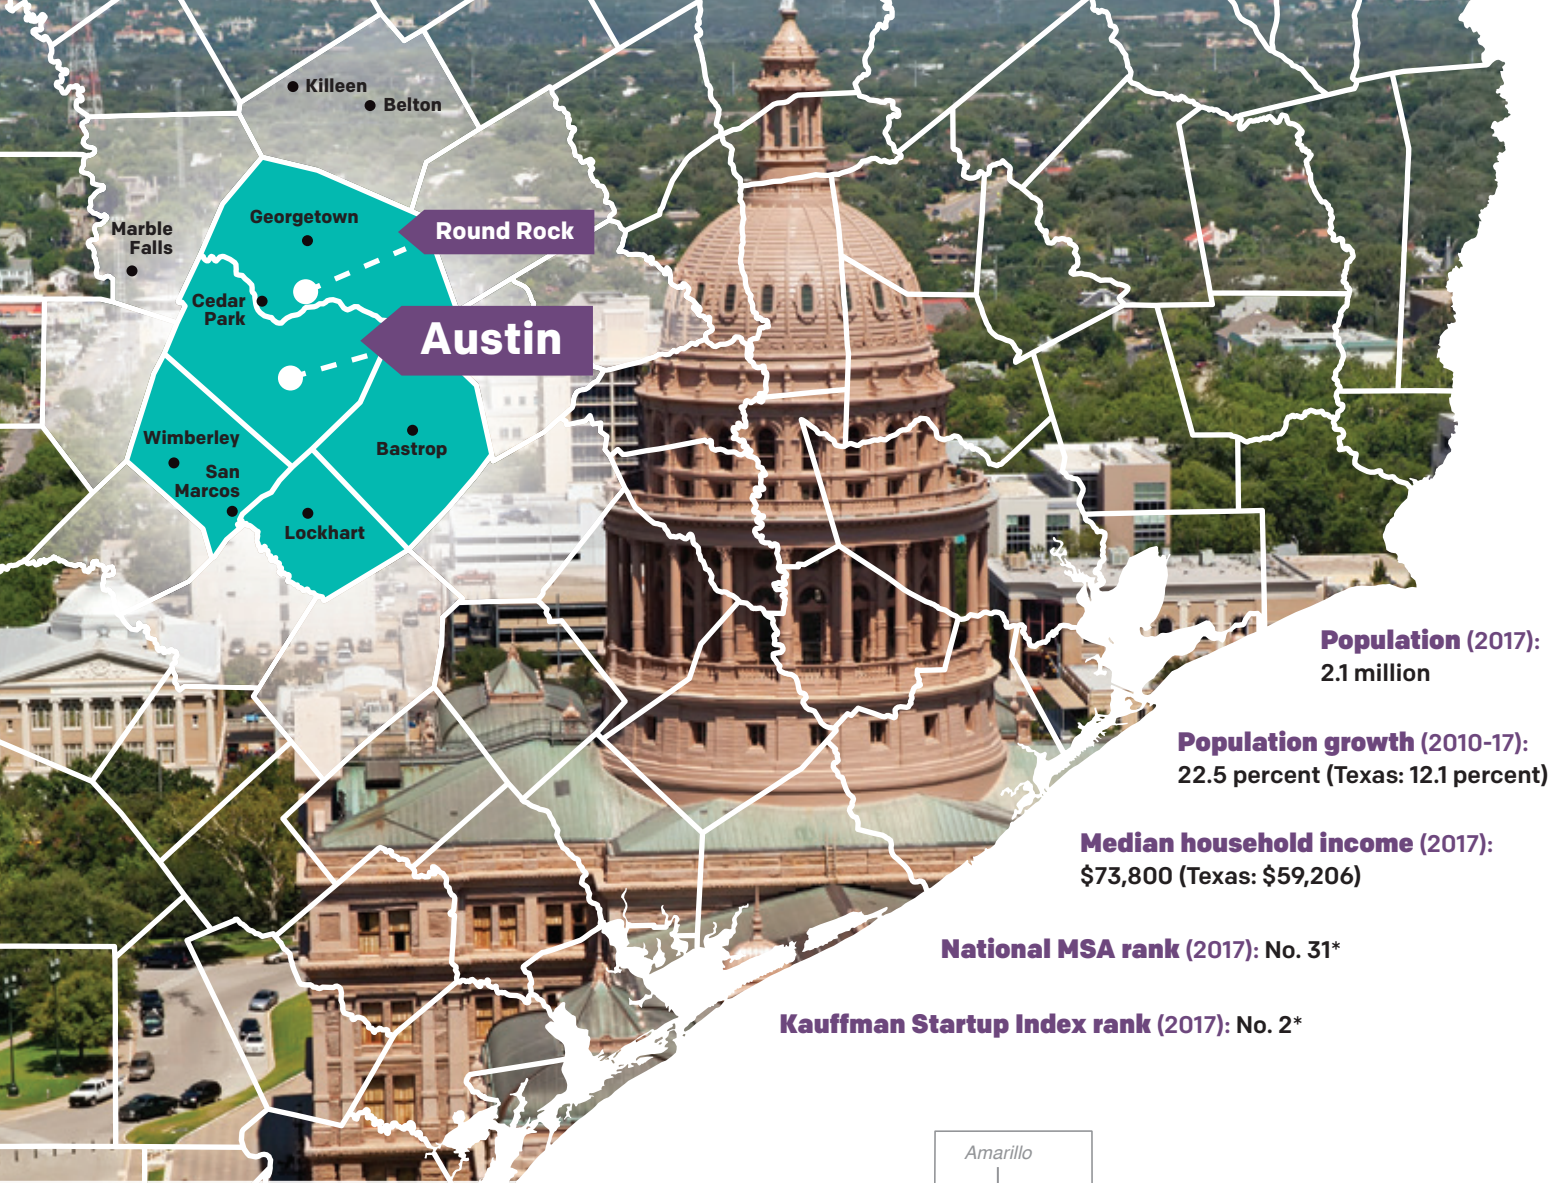 Killeen
Belton
Georgetown
Round Rock
Marble
Falls
Cedar
Park
Austin
Wimberley
San
Marcos
Bastrop
Lockhart
Population (2017):
2.1 million
Population growth (2010-17):
22.5 percent (Texas: 12.1 percent)
Median household income (2017):
$73,800 (Texas: $59,206)
National MSA rank (2017): No. 31*
Kauffman Startup Index rank (2017): No. 2*
Amarillo